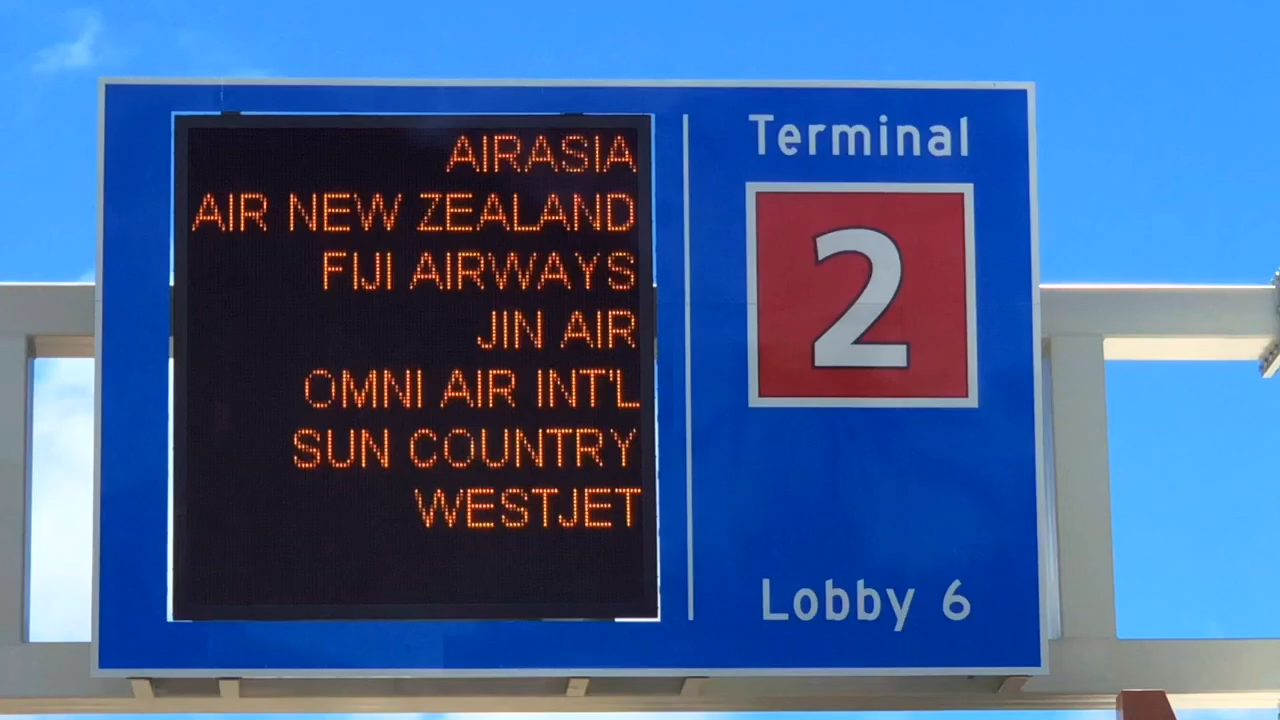 AIRASIA
AIR NEW ZEALAND
FIJI AIRWAYS
JIN AIR
OMNI AIR INT'L
SUN COUNTRY
WESTJET
Terminal
2
Lobby 6